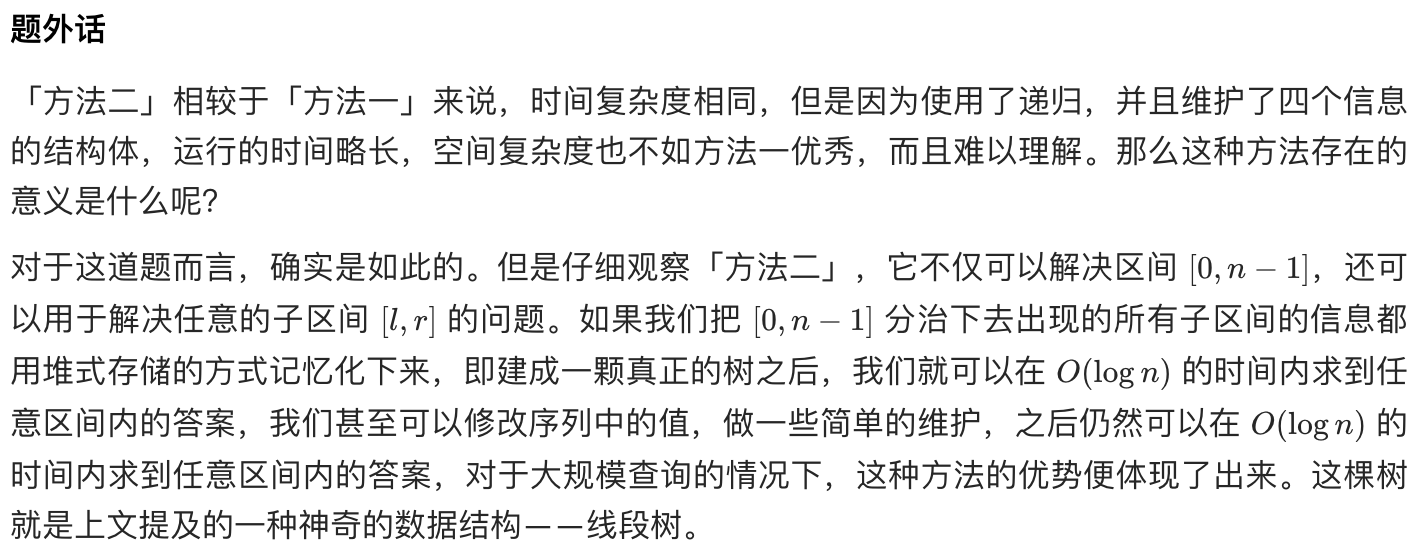 题外话
「方法二」相较于「方法一」来说，时间复杂度相同，但是因为使用了递归，并且维护了四个信息
的结构体，运行的时间略长，空间复杂度也不如方法一优秀，而且难以理解。那么这种方法存在的
意义是什么呢？
对于这道题而言，确实是如此的。但是仔细观察「方法二」，它不仅可以解决区间 [0, n − 1]，还可
以用于解决任意的子区间 [l, r] 的问题。如果我们把 [0, n − 1] 分治下去出现的所有子区间的信息都
用堆式存储的方式记忆化下来，即建成一颗真正的树之后，我们就可以在 O(log n) 的时间内求到任
意区间内的答案，我们甚至可以修改序列中的值，做一些简单的维护，之后仍然可以在 O(log n) 的
时间内求到任意区间内的答案，对于大规模查询的情况下，这种方法的优势便体现了出来。这棵树
就是上文提及的一种神奇的数据结构——线段树。